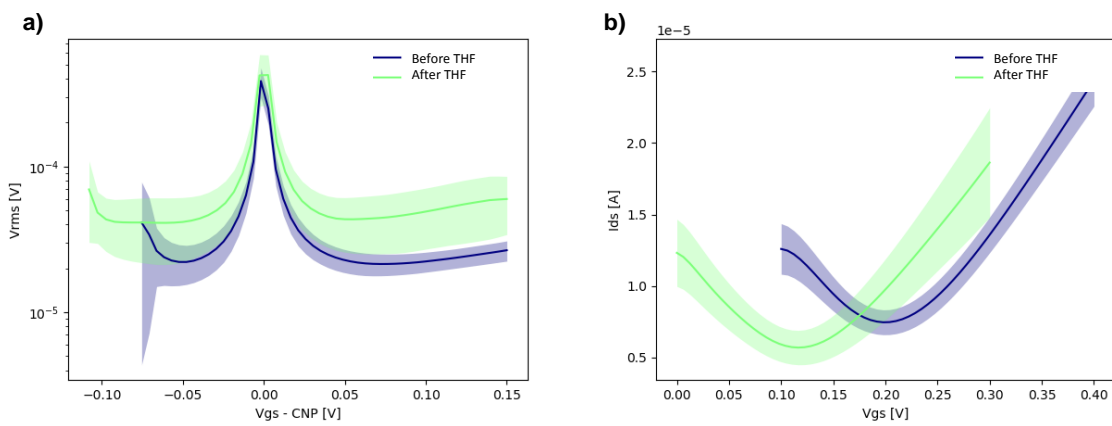 a)
Before THF
After THF
10⁻⁴
10⁻⁵
Vrms [V]
−0.10 −0.05 0.00 0.05 0.10 0.15
Vgs - CNP [V]
b)
1e−5
Before THF
After THF
2.5
2.0
1.5
1.0
0.5
Ids [A]
0.00 0.05 0.10 0.15 0.20 0.25 0.30 0.35 0.40
Vgs [V]